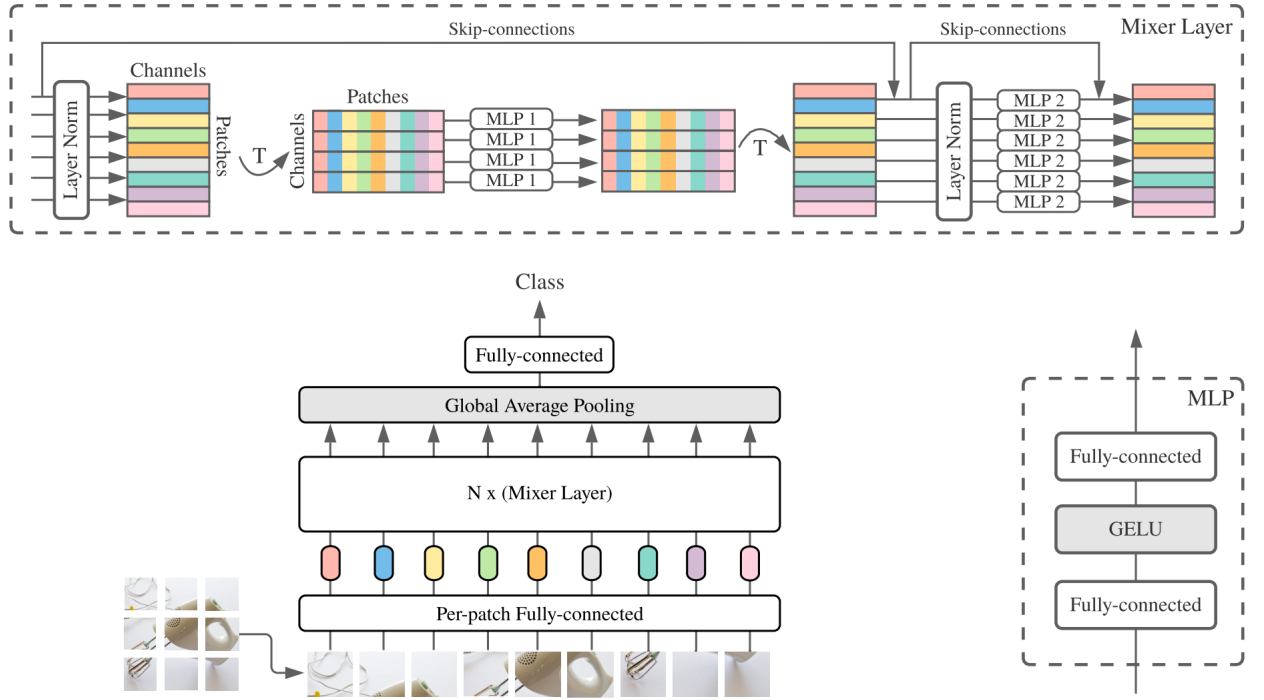 Skip-connections
Skip-connections
Mixer Layer
Channels
Layer Norm
Patches
T
Channels
Patches
MLP 1
MLP 1
MLP 1
MLP 1
T
Layer Norm
MLP 2
MLP 2
MLP 2
MLP 2
MLP 2
MLP 2
Class
Fully-connected
Global Average Pooling
N x (Mixer Layer)
Per-patch Fully-connected
MLP
Fully-connected
GELU
Fully-connected